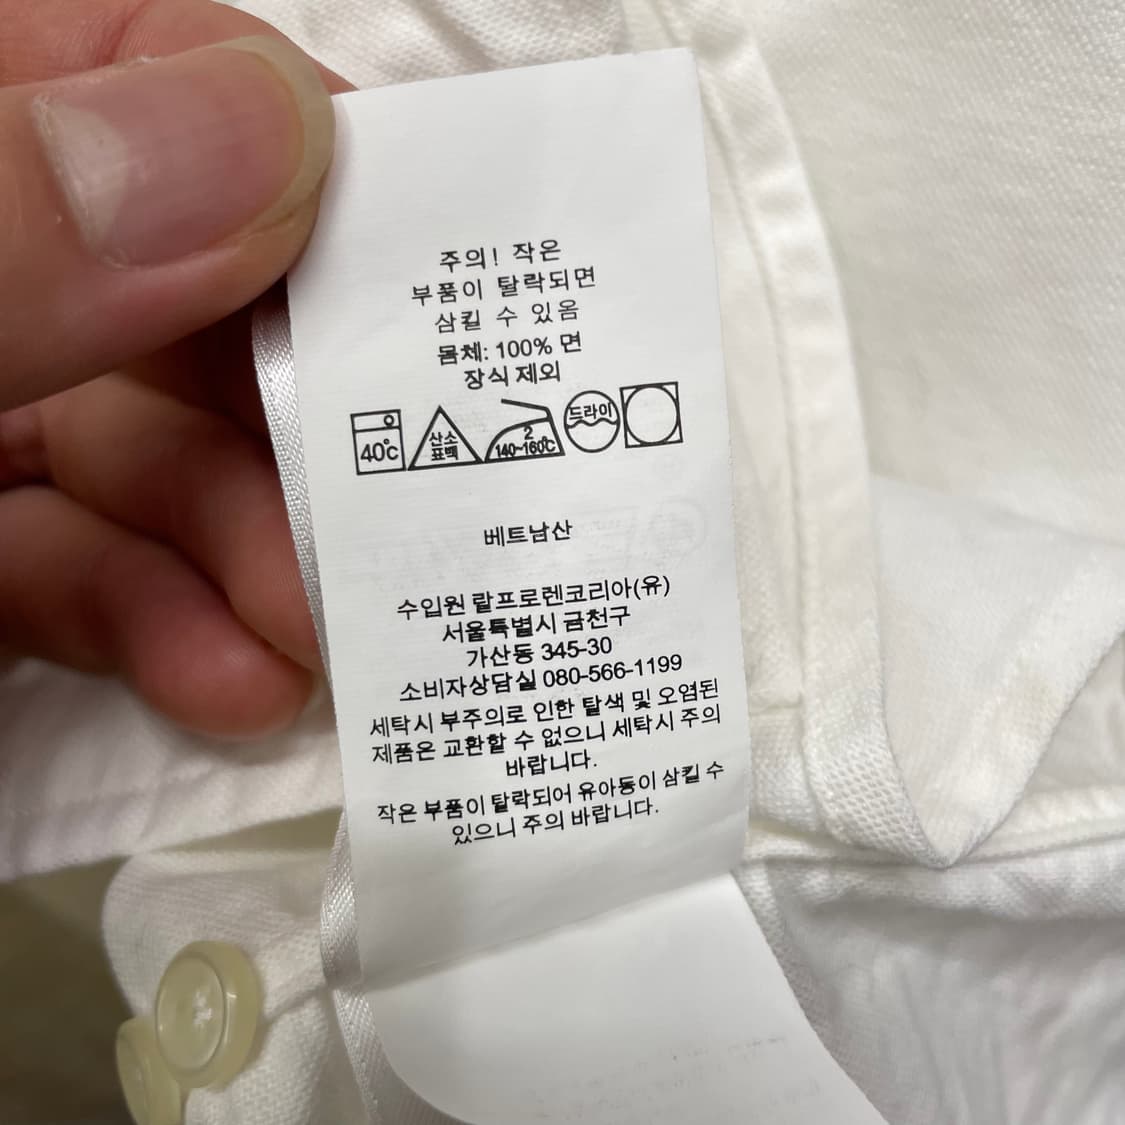 주의! 작은
부품이 탈락되면
삼킬 수 있음
몸체: 100% 면
장식 제외
40℃ 산소 표백 2 140~160℃ 드라이
베트남산
수입원 랄프로렌코리아(유)
서울특별시 금천구
가산동 345-30
소비자상담실 080-566-1199
세탁시 부주의로 인한 탈색 및 오염된
제품은 교환할 수 없으니 세탁시 주의
바랍니다.
작은 부품이 탈락되어 유아동이 삼킬 수
있으니 주의 바랍니다.